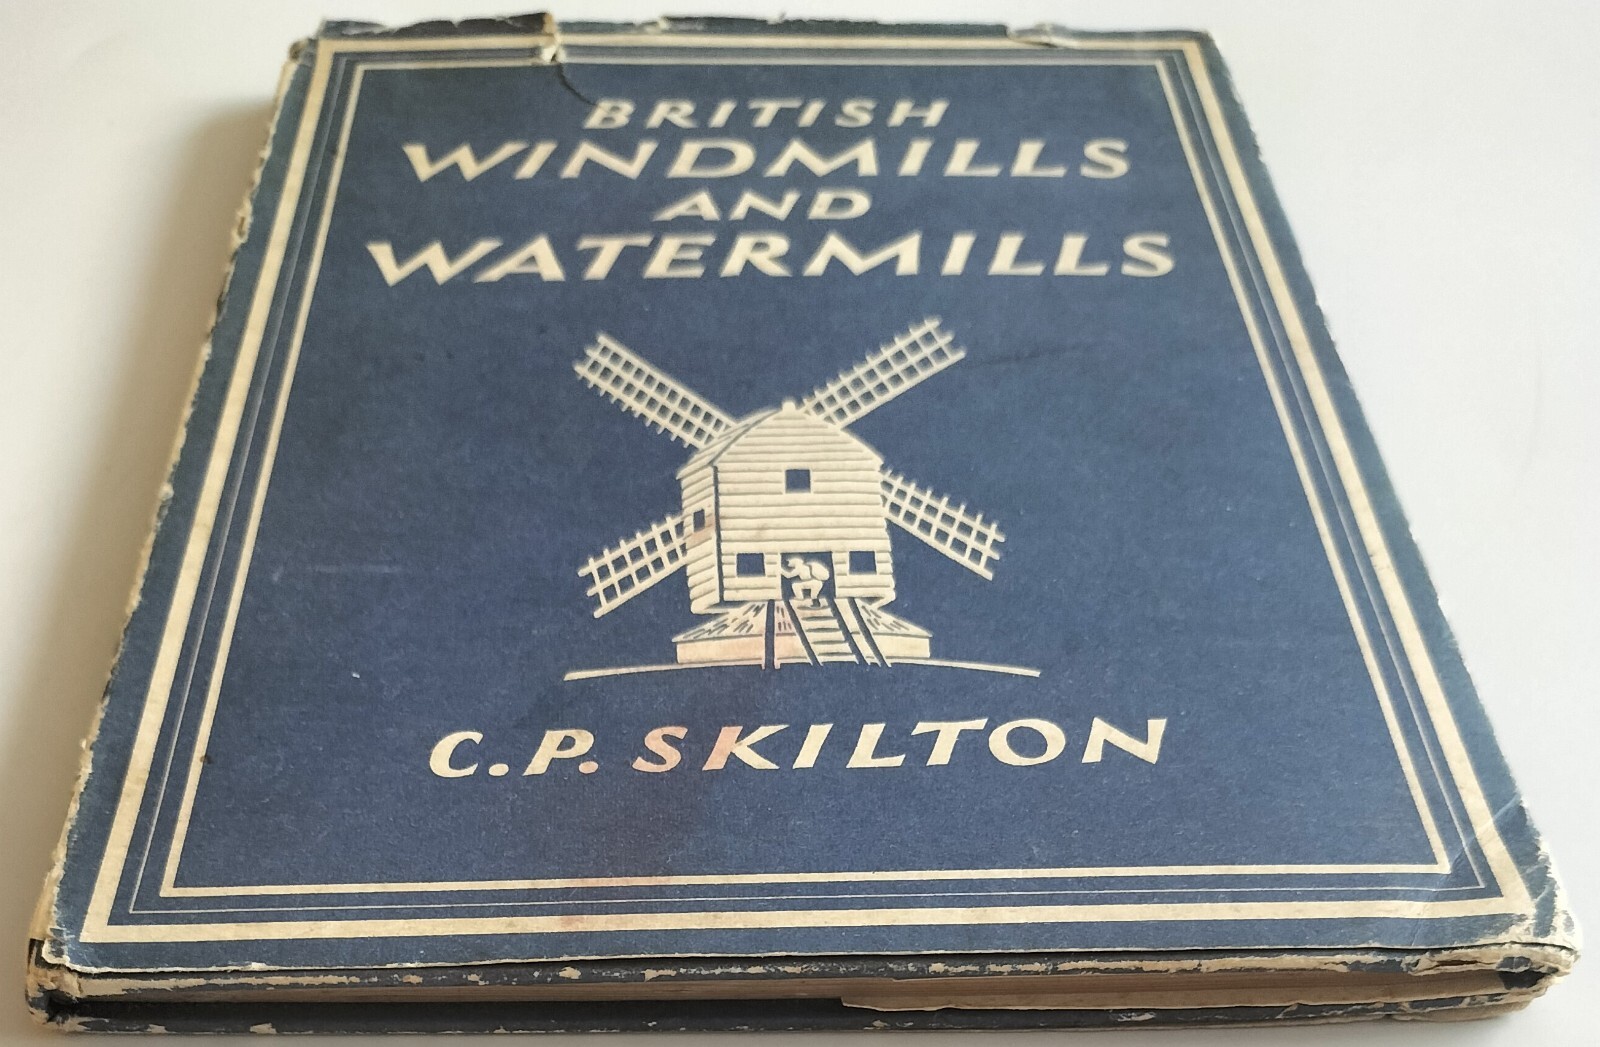 BRITISH
WINDMILLS
AND
WATERMILLS
C.P. SKILTON